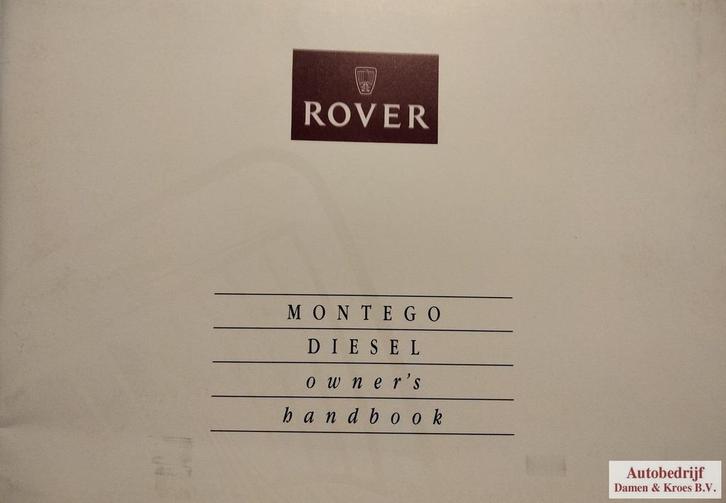 ROVER
MONTEGO
DIESEL
owner's
handbook
Autobedrijf
Damen & Kroes B.V.